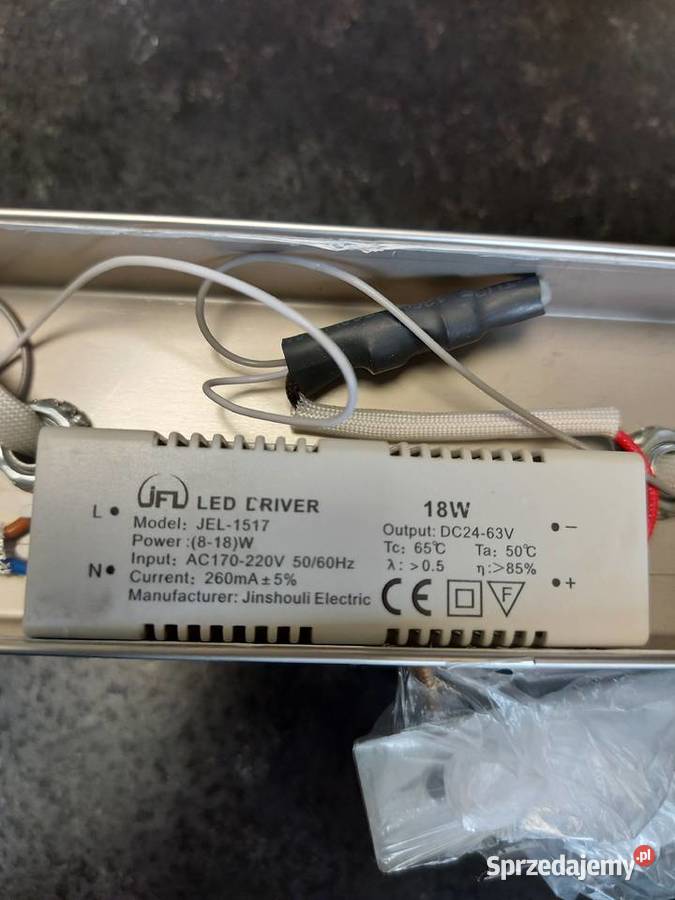 JFL LED DRIVER
L
Model: JEL-1517
Power:(8-18)W
Input: AC170-220V 50/60Hz
N
Current: 260mA±5%
Manufacturer: Jinshouli Electric
18W
Output: DC24-63V
−
Tc: 65℃ Ta: 50℃
λ: >0.5 η:>85%
+
CE F
Sprzedajemy.pl